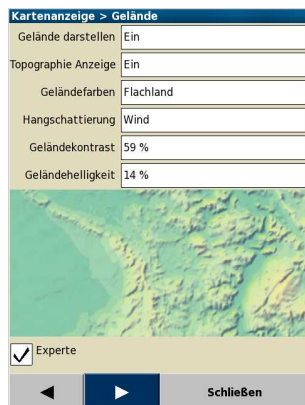 Kartenanzeige > Gelände
Gelände darstellen Ein
Topographie Anzeige Ein
Geländefarben Flachland
Hangschattierung Wind
Geländekontrast 59 %
Geländehelligkeit 14 %
Experte
Schließen